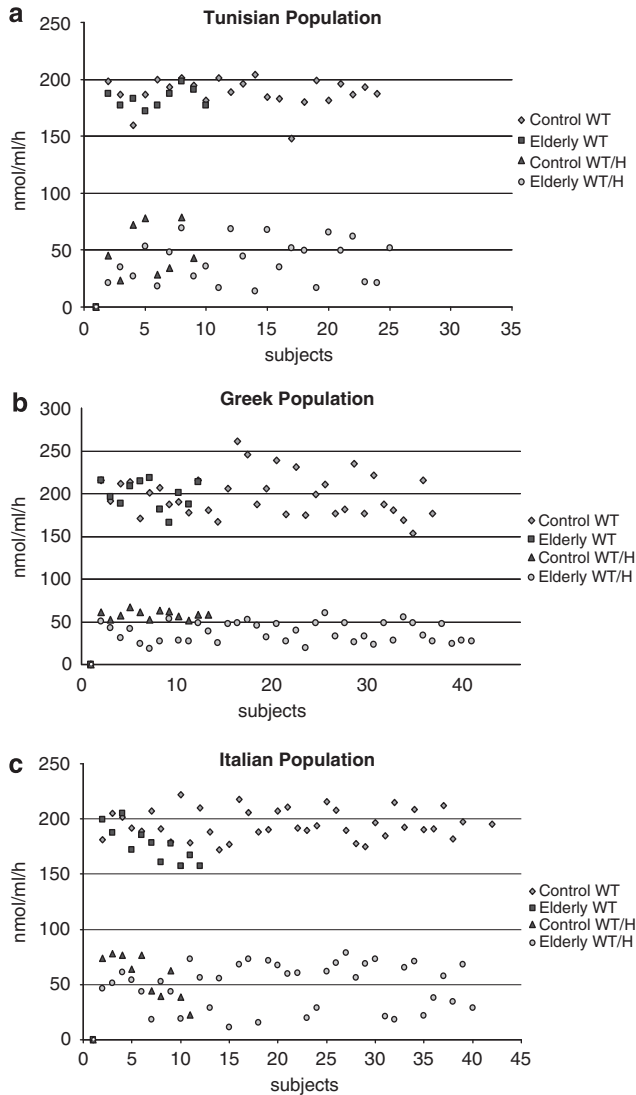 a
Tunisian Population
250
200
150
100
50
0
nmol/ml/h
0 5 10 15 20 25 30 35
subjects
Control WT
Elderly WT
Control WT/H
Elderly WT/H
b
Greek Population
300
250
200
150
100
50
0
nmol/ml/h
0 10 20 30 40
subjects
Control WT
Elderly WT
Control WT/H
Elderly WT/H
c
Italian Population
250
200
150
100
50
0
nmol/ml/h
0 5 10 15 20 25 30 35 40 45
subjects
Control WT
Elderly WT
Control WT/H
Elderly WT/H